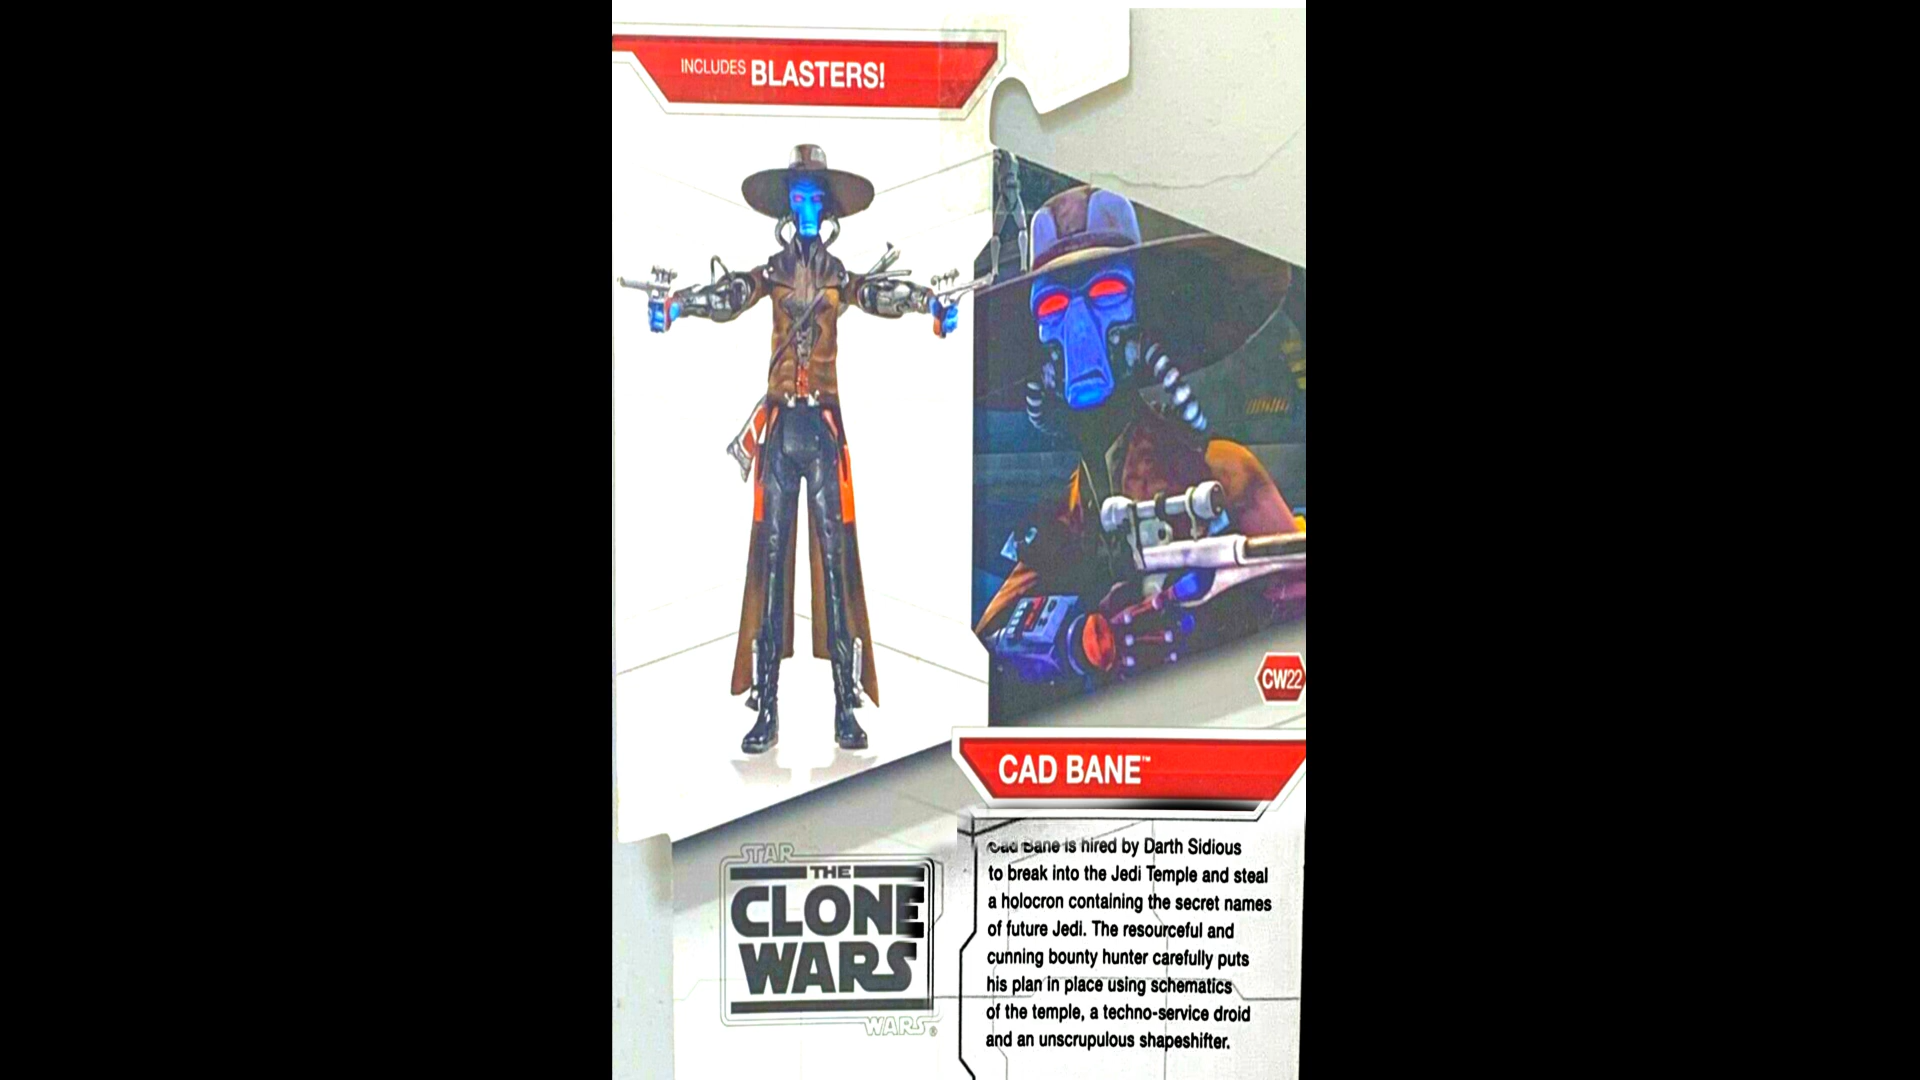 INCLUDES BLASTERS!
CW22
CAD BANE™
Cad Bane is hired by Darth Sidious
to break into the Jedi Temple and steal
a holocron containing the secret names
of future Jedi. The resourceful and
cunning bounty hunter carefully puts
his plan in place using schematics
of the temple, a techno-service droid
and an unscrupulous shapeshifter.
STAR
THE
CLONE
WARS
WARS®